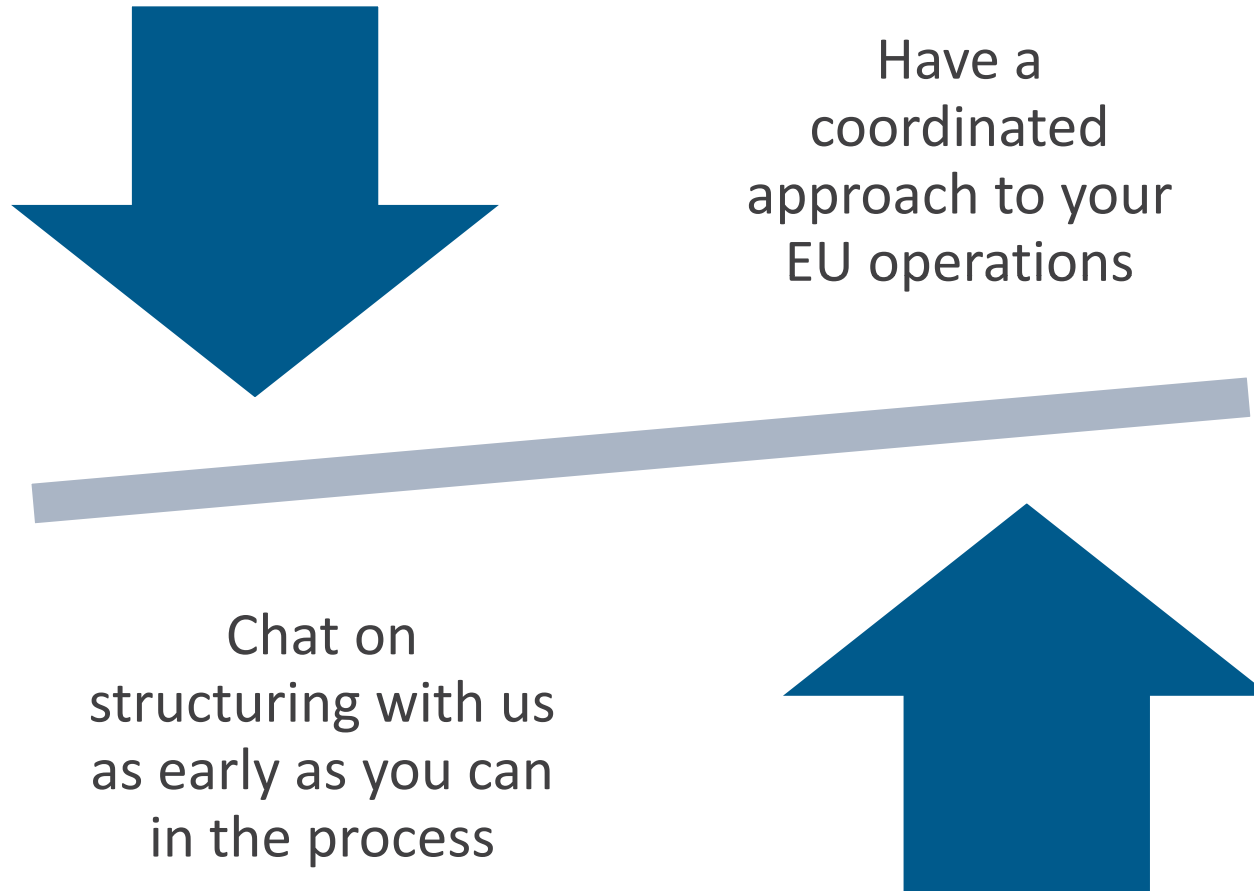 Have a
coordinated
approach to your
EU operations
Chat on
structuring with us
as early as you can
in the process